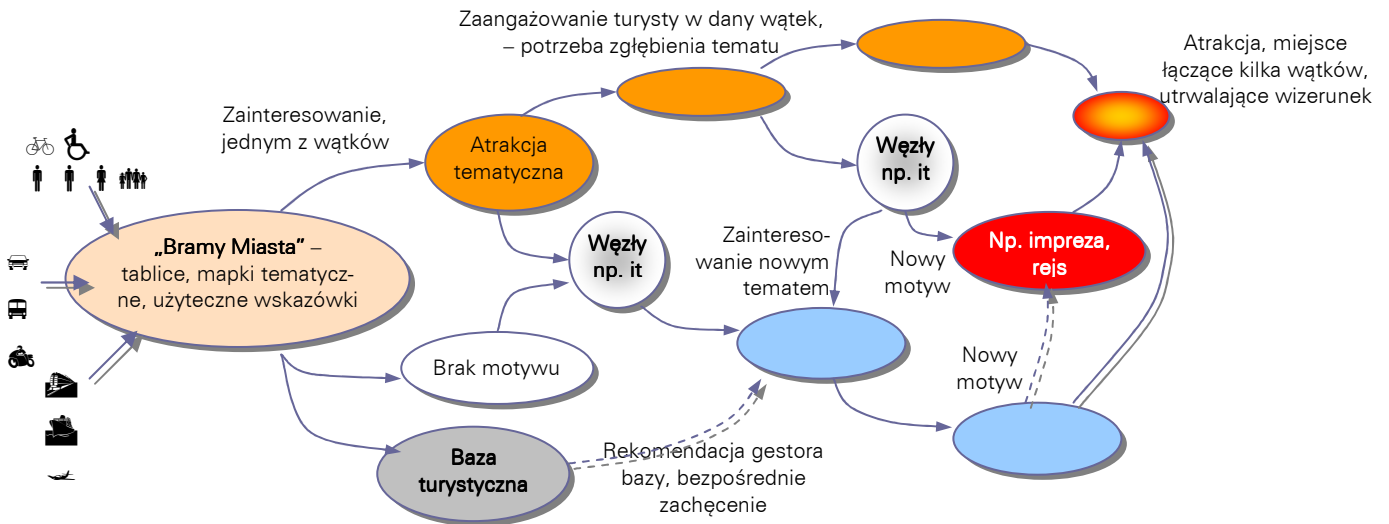 Zaangażowanie turysty w dany wątek,
– potrzeba zgłębienia tematu
Atrakcja, miejsce
łączące kilka wątków,
utrwalające wizerunek
Zainteresowanie,
jednym z wątków
Atrakcja
tematyczna
Węzły
np. it
„Bramy Miasta” –
tablice, mapki tematycz-
ne, użyteczne wskazówki
Węzły
np. it
Zaintereso-
wanie nowym
tematem
Nowy
motyw
Np. impreza,
rejs
Brak motywu
Nowy
motyw
Baza
turystyczna
Rekomendacja gestora
bazy, bezpośrednie
zachęcenie